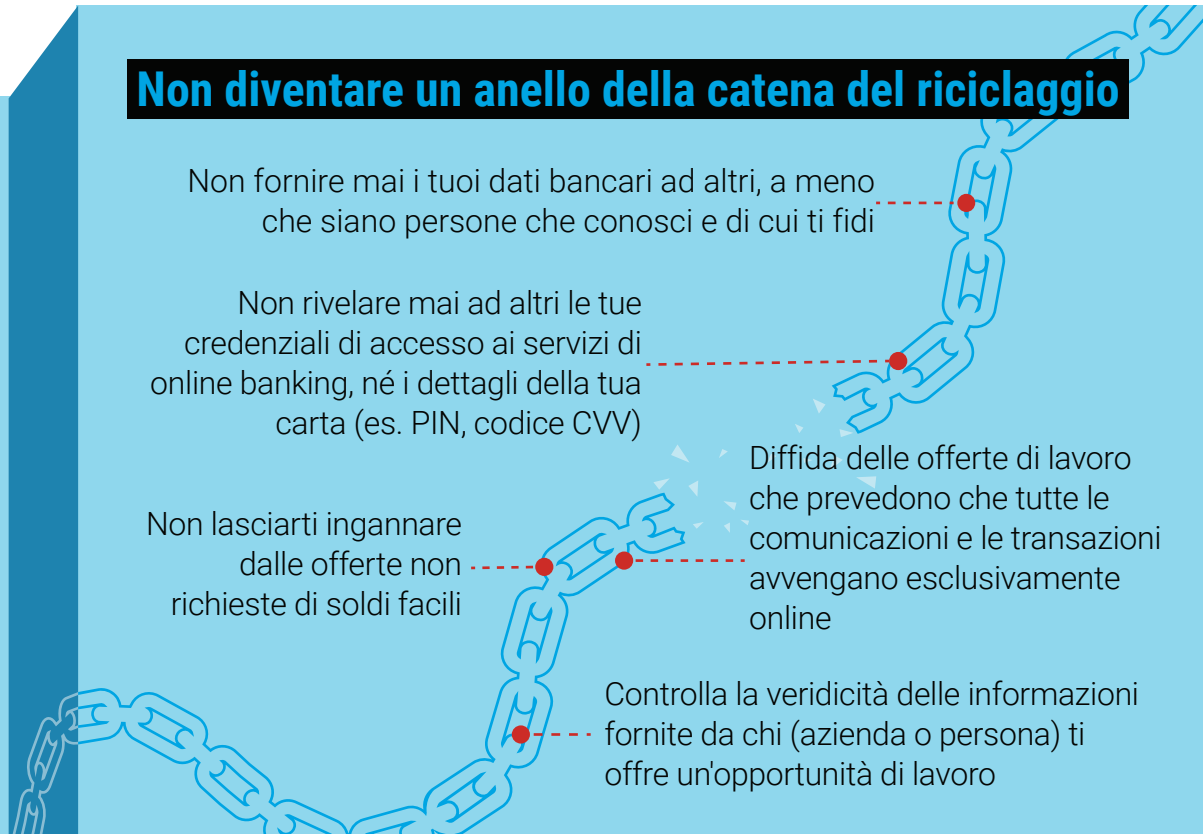 Non diventare un anello della catena del riciclaggio
Non fornire mai i tuoi dati bancari ad altri, a meno
che siano persone che conosci e di cui ti fidi
Non rivelare mai ad altri le tue
credenziali di accesso ai servizi di
online banking, né i dettagli della tua
carta (es. PIN, codice CVV)
Diffida delle offerte di lavoro
che prevedono che tutte le
comunicazioni e le transazioni
avvengano esclusivamente
online
Non lasciarti ingannare
dalle offerte non
richieste di soldi facili
Controlla la veridicità delle informazioni
fornite da chi (azienda o persona) ti
offre un'opportunità di lavoro